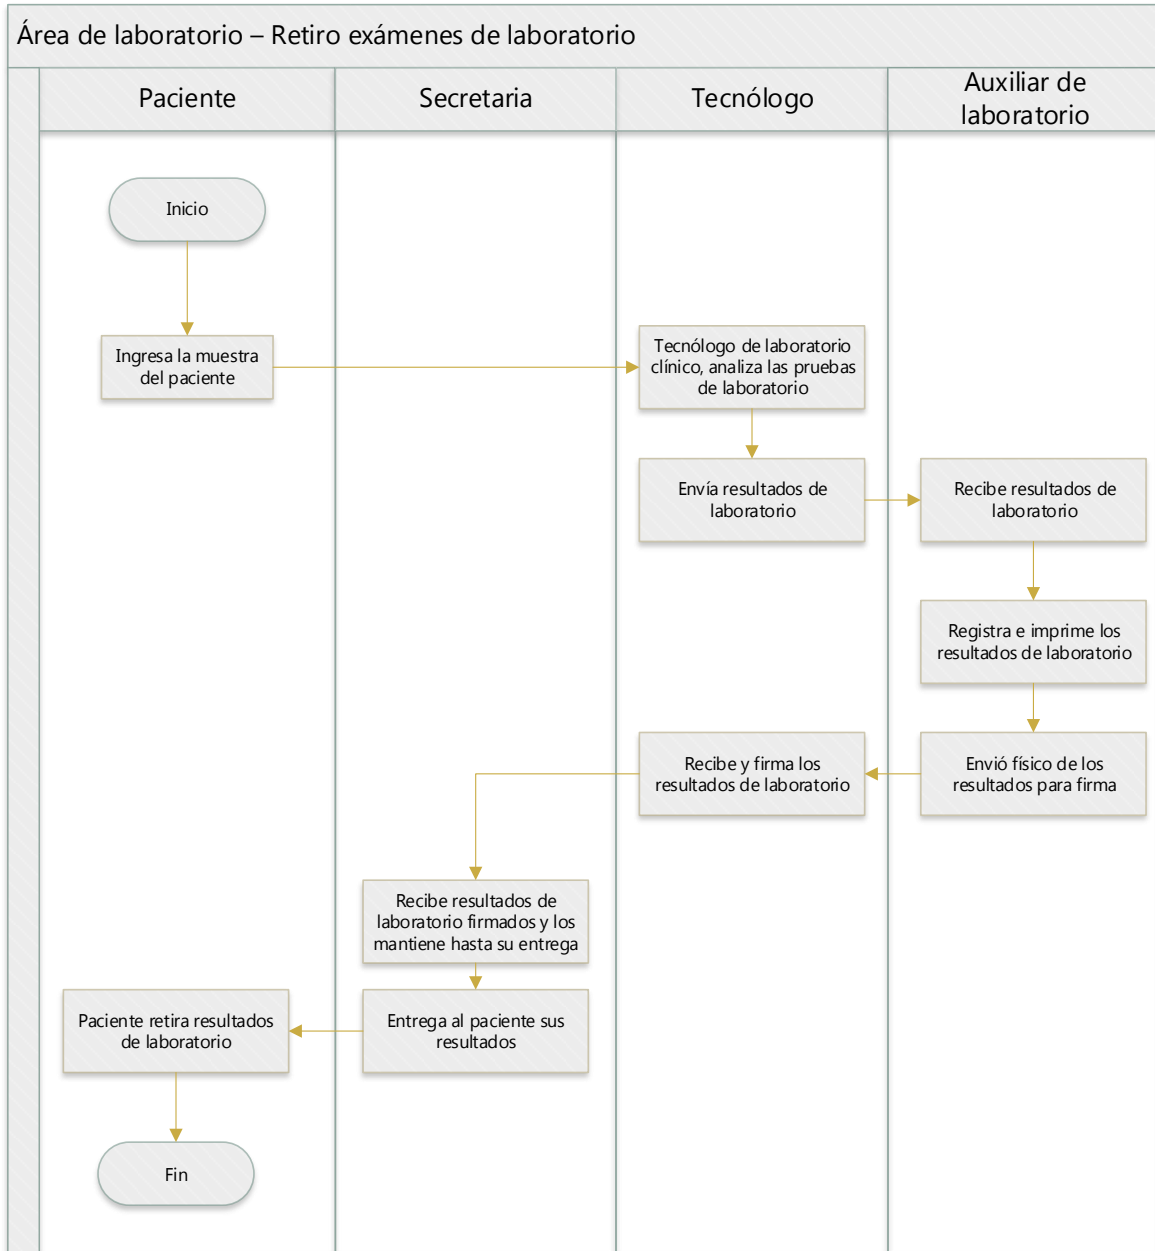 Área de laboratorio – Retiro exámenes de laboratorio
Paciente
Secretaria
Tecnólogo
Auxiliar de
laboratorio
Inicio
Ingresa la muestra
del paciente
Tecnólogo de laboratorio
clínico, analiza las pruebas
de laboratorio
Envía resultados de
laboratorio
Recibe resultados de
laboratorio
Registra e imprime los
resultados de laboratorio
Envió físico de los
resultados para firma
Recibe y firma los
resultados de laboratorio
Recibe resultados de
laboratorio firmados y los
mantiene hasta su entrega
Entrega al paciente sus
resultados
Paciente retira resultados
de laboratorio
Fin